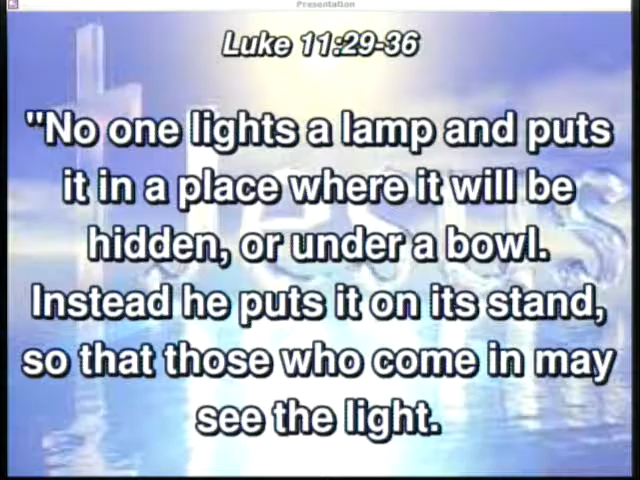 Presentation
Luke 11:29-36
"No one lights a lamp and puts
it in a place where it will be
hidden, or under a bowl.
Instead he puts it on its stand,
so that those who come in may
see the light.
Jesus